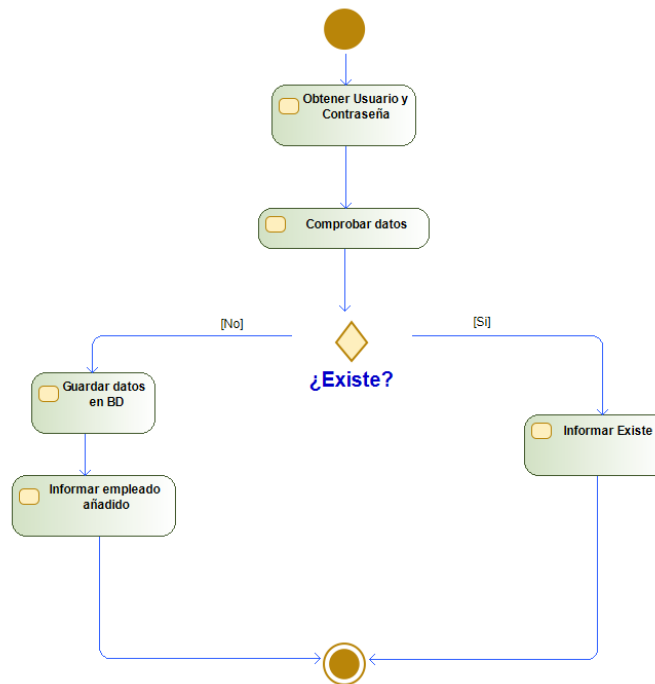 Obtener Usuario y
Contraseña
Comprobar datos
[No]
[Si]
¿Existe?
Guardar datos
en BD
Informar Existe
Informar empleado
añadido